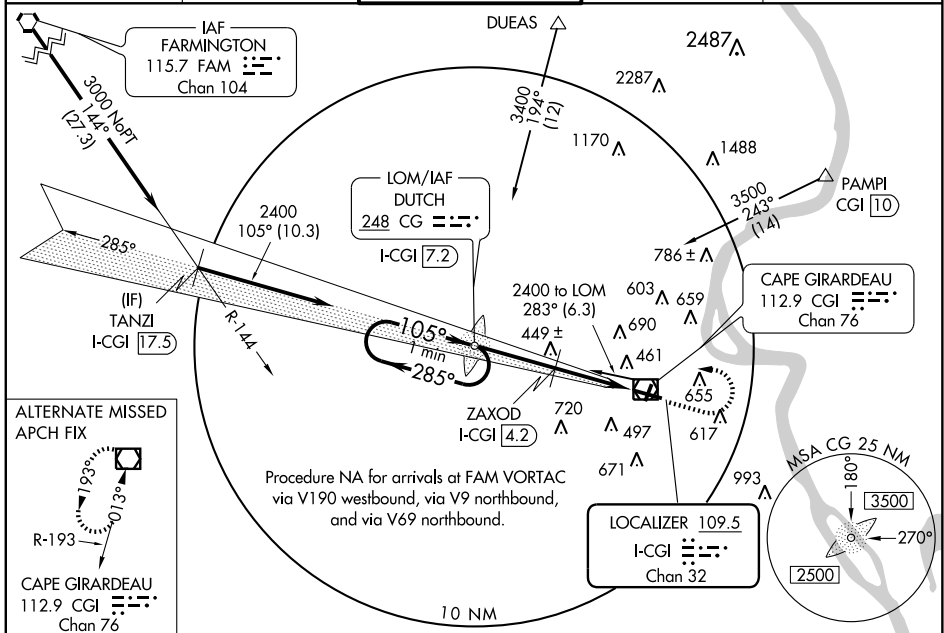 IAF
FARMINGTON
115.7 FAM
Chan 104
3000 NoPT
144°
(27.3)
DUEAS
3400
194°
(12)
2487
2287
1170
1488
PAMPI
CGI 10
3500
243°
(14)
786 ±
LOM/IAF
DUTCH
248 CG
I-CGI 7.2
2400
105° (10.3)
285°
(IF)
TANZI
I-CGI 17.5
R-144
105°
1 min
285°
2400 to LOM
283° (6.3)
449 ±
603
659
690
461
CAPE GIRARDEAU
112.9 CGI
Chan 76
655
617
ZAXOD
I-CGI 4.2
720
497
671
993
ALTERNATE MISSED
APCH FIX
193°
013°
R-193
CAPE GIRARDEAU
112.9 CGI
Chan 76
Procedure NA for arrivals at FAM VORTAC
via V190 westbound, via V9 northbound,
and via V69 northbound.
LOCALIZER 109.5
I-CGI
Chan 32
MSA CG 25 NM
180°
3500
270°
2500
10 NM